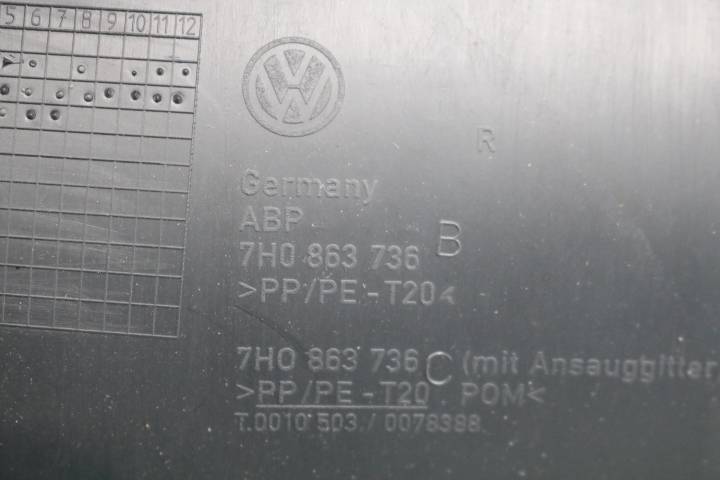 5 6 7 8 9 10 11 12
R
Germany
ABP
7H0 863 736 B
>PP/PE-T20<
7H0 863 736 C (mit Ansauggitter)
>PP/PE-T20 POM<
T.0010 503 / 0078388